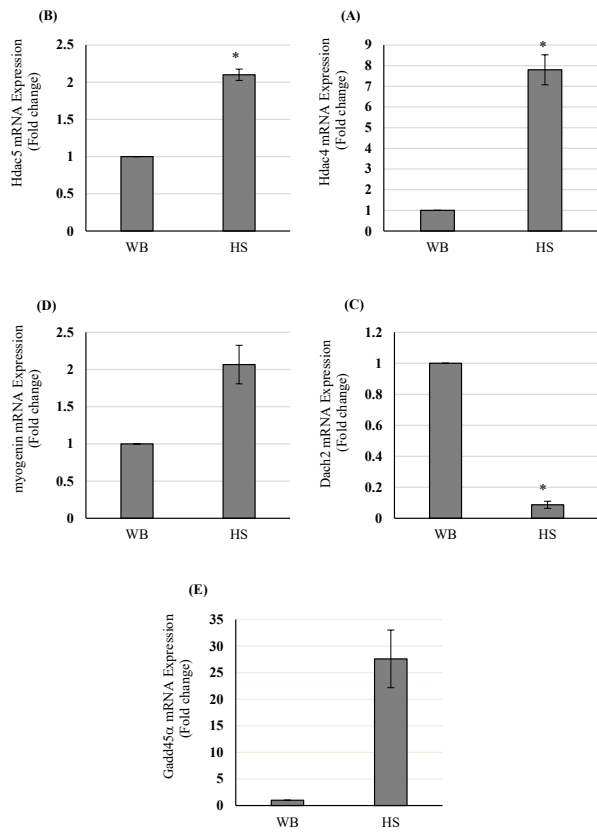 (B)
Hdac5 mRNA Expression
(Fold change)
2.5
2
1.5
1
0.5
0
*
WB
HS
(A)
Hdac4 mRNA Expression
(Fold change)
9
8
7
6
5
4
3
2
1
0
*
WB
HS
(D)
myogenin mRNA Expression
(Fold change)
2.5
2
1.5
1
0.5
0
WB
HS
(C)
Dach2 mRNA Expression
(Fold change)
1.2
1
0.8
0.6
0.4
0.2
0
*
WB
HS
(E)
Gadd45α mRNA Expression
(Fold change)
35
30
25
20
15
10
5
0
WB
HS